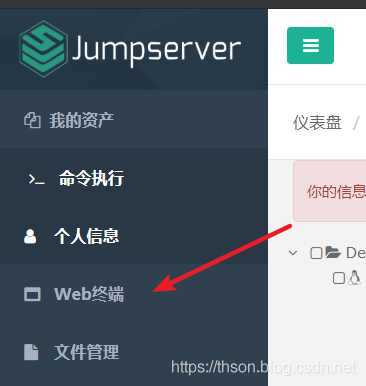 Jumpserver
我的资产
命令执行
个人信息
Web终端
文件管理
仪表盘 /
你的信息
De
https://thson.blog.csdn.net